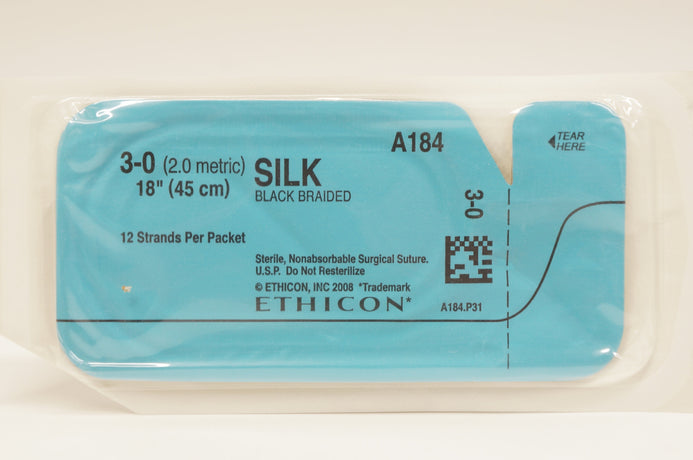 A184
TEAR
HERE
3-0 (2.0 metric)
18" (45 cm)
SILK
BLACK BRAIDED
3-0
12 Strands Per Packet
Sterile, Nonabsorbable Surgical Suture.
U.S.P. Do Not Resterilize
© ETHICON, INC 2008 *Trademark
ETHICON*
A184.P31